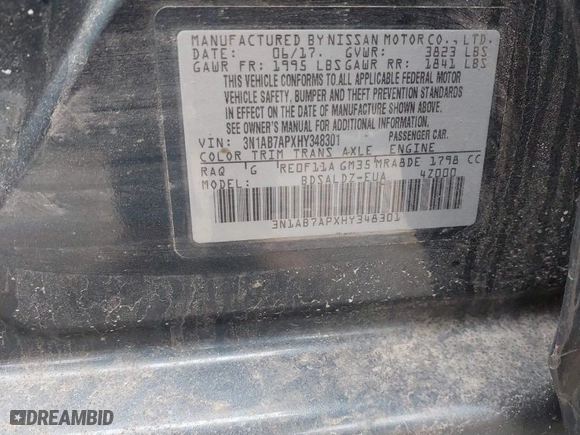 MANUFACTURED BY NISSAN MOTOR CO., LTD.
DATE: 06/17. GVWR: 3823 LBS
GAWR FR: 1995 LBS GAWR RR: 1841 LBS
THIS VEHICLE CONFORMS TO ALL APPLICABLE FEDERAL MOTOR
VEHICLE SAFETY, BUMPER AND THEFT PREVENTION STANDARDS
IN EFFECT ON THE DATE OF MANUFACTURE SHOWN ABOVE.
SEE OWNER'S MANUAL FOR ADDITIONAL INFORMATION.
VIN: 3N1AB7APXHY348301 PASSENGER CAR.
COLOR TRIM TRANS AXLE ENGINE
RAQ G RE0F11A GM35 MRA8DE 1798 CC
MODEL: BDSALDZ-EUA 4Z000
3N1AB7APXHY348301
DREAMBID